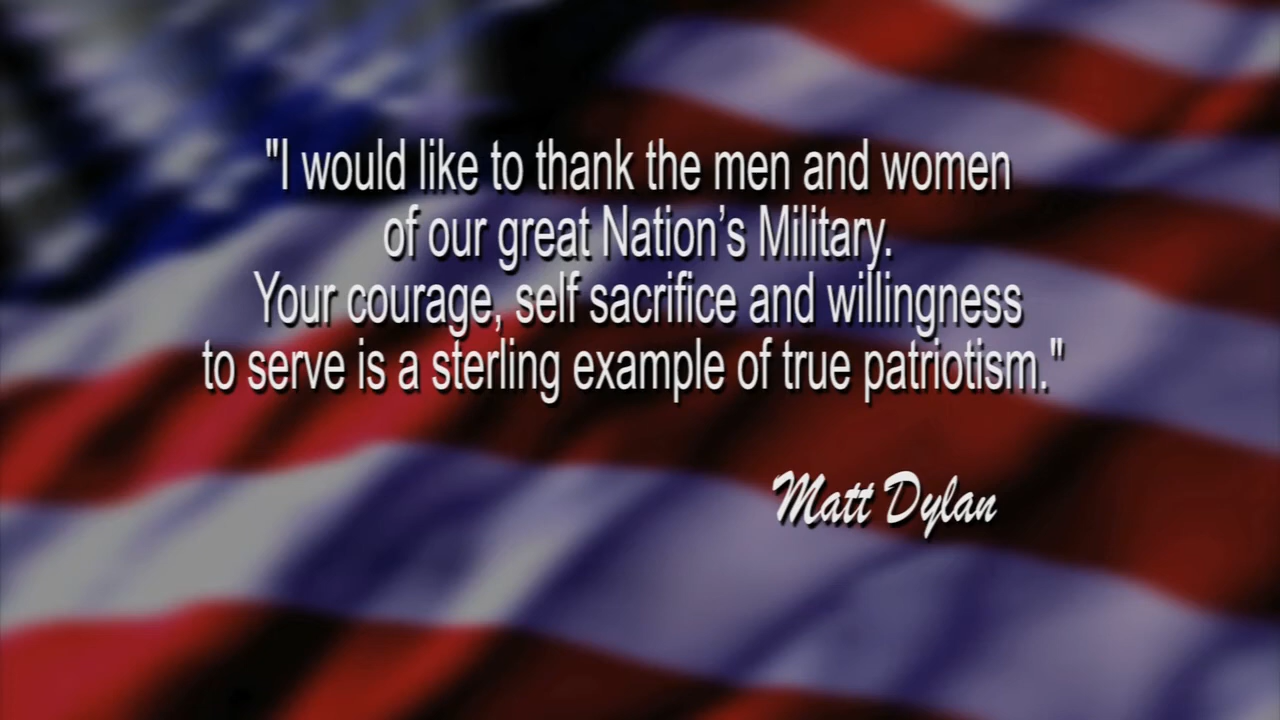 "I would like to thank the men and women
of our great Nation’s Military.
Your courage, self sacrifice and willingness
to serve is a sterling example of true patriotism."
Matt Dylan